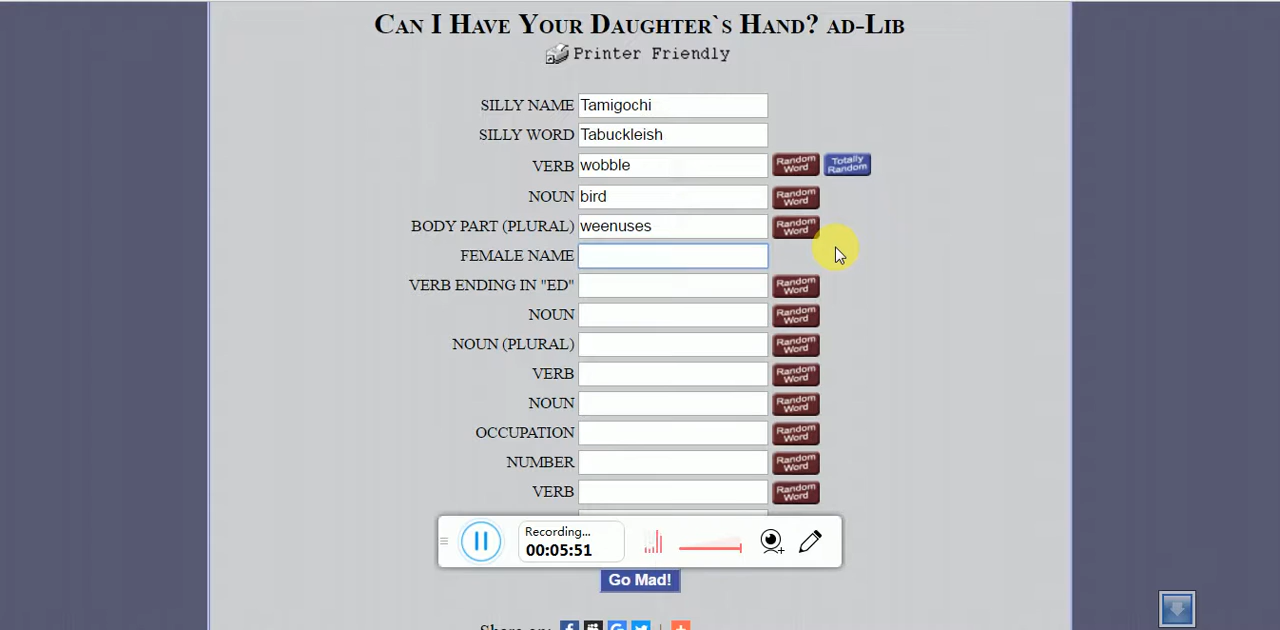 Can I Have Your Daughter`s Hand? ad-Lib
Printer Friendly
SILLY NAME Tamigochi
SILLY WORD Tabuckleish
VERB wobble Random Word Totally Random
NOUN bird Random Word
BODY PART (PLURAL) weenuses Random Word
FEMALE NAME
VERB ENDING IN "ED" Random Word
NOUN Random Word
NOUN (PLURAL) Random Word
VERB Random Word
NOUN Random Word
OCCUPATION Random Word
NUMBER Random Word
VERB Random Word
Recording...
00:05:51
Go Mad!
Share on: